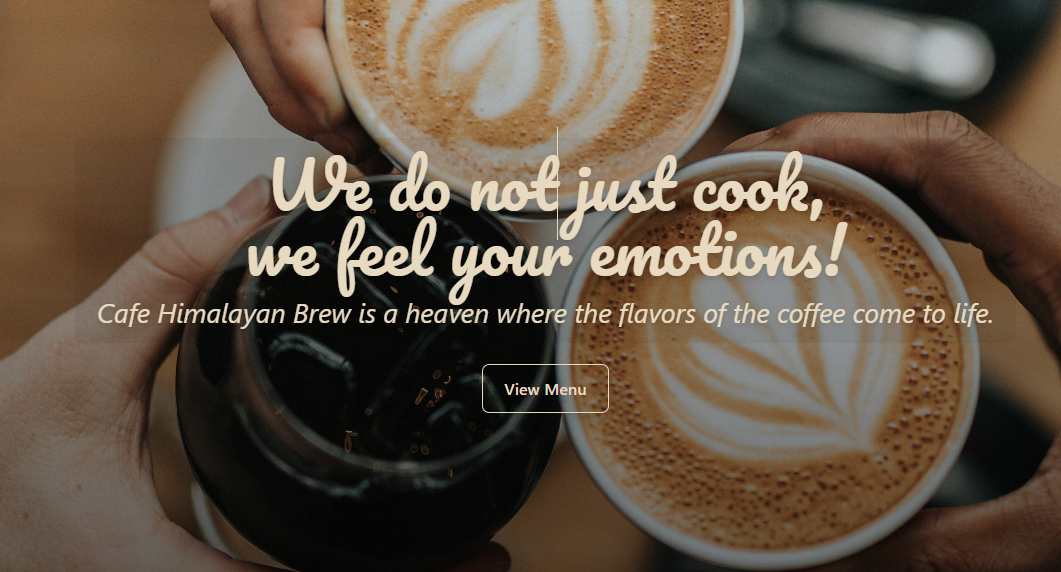 We do not just cook,
we feel your emotions!
Cafe Himalayan Brew is a heaven where the flavors of the coffee come to life.
View Menu